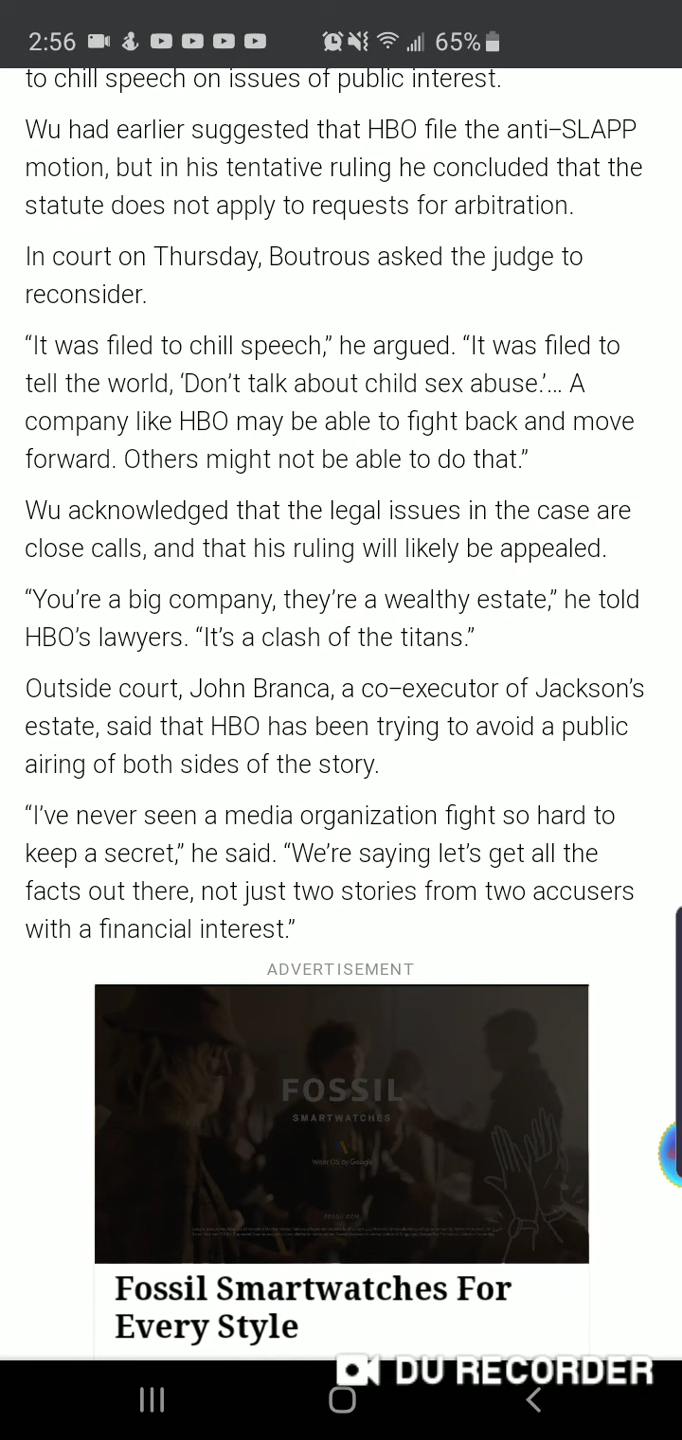 2:56
65%
to chill speech on issues of public interest.
Wu had earlier suggested that HBO file the anti–SLAPP
motion, but in his tentative ruling he concluded that the
statute does not apply to requests for arbitration.
In court on Thursday, Boutrous asked the judge to
reconsider.
“It was filed to chill speech,” he argued. “It was filed to
tell the world, ‘Don’t talk about child sex abuse.’... A
company like HBO may be able to fight back and move
forward. Others might not be able to do that.”
Wu acknowledged that the legal issues in the case are
close calls, and that his ruling will likely be appealed.
“You’re a big company, they’re a wealthy estate,” he told
HBO’s lawyers. “It’s a clash of the titans.”
Outside court, John Branca, a co–executor of Jackson’s
estate, said that HBO has been trying to avoid a public
airing of both sides of the story.
“I’ve never seen a media organization fight so hard to
keep a secret,” he said. “We’re saying let’s get all the
facts out there, not just two stories from two accusers
with a financial interest.”
ADVERTISEMENT
FOSSIL
SMARTWATCHES
Wear OS by Google
FOSSIL.COM
Fossil Smartwatches For
Every Style
DU RECORDER